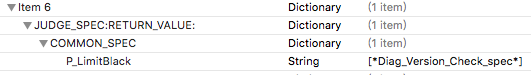 Item 6 Dictionary (1 item)
JUDGE_SPEC:RETURN_VALUE: Dictionary (1 item)
COMMON_SPEC Dictionary (1 item)
P_LimitBlack String [*Diag_Version_Check_spec*]